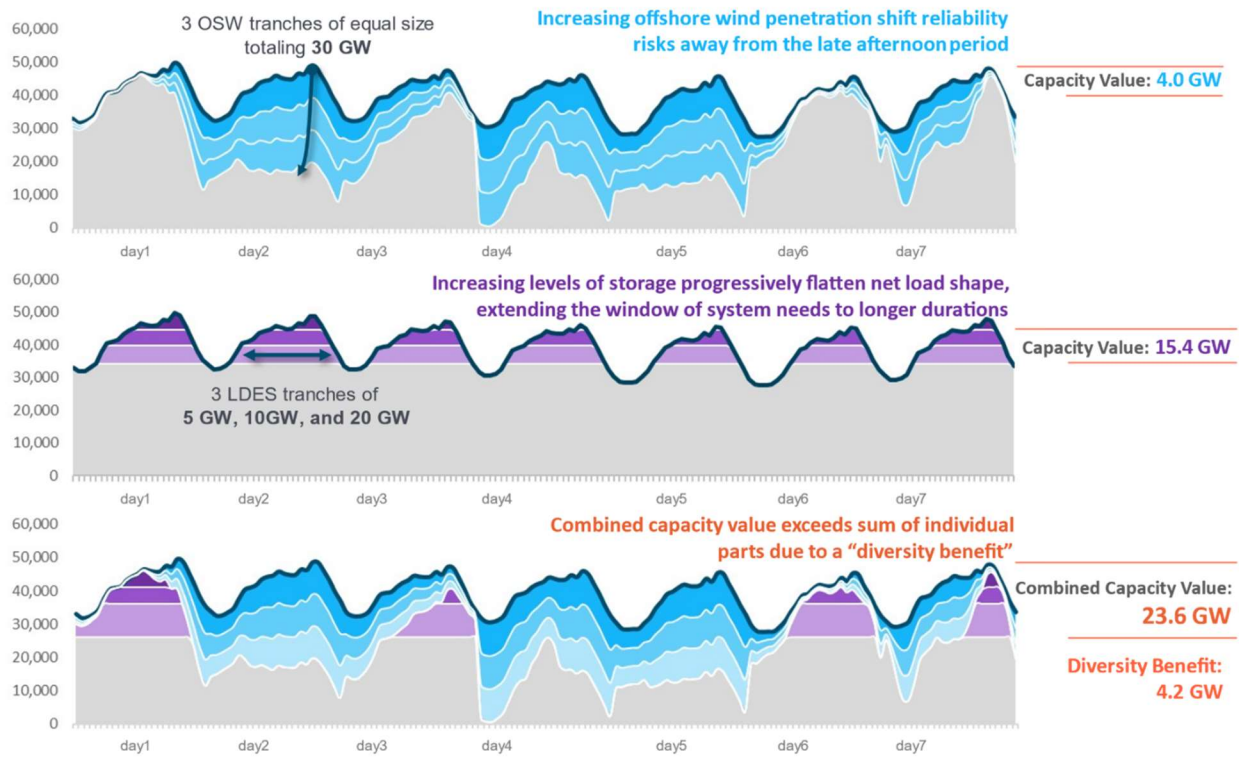 3 OSW tranches of equal size
totaling 30 GW
Increasing offshore wind penetration shift reliability
risks away from the late afternoon period
60,000
50,000
40,000
30,000
20,000
10,000
0
Capacity Value: 4.0 GW
day1 day2 day3 day4 day5 day6 day7
Increasing levels of storage progressively flatten net load shape,
extending the window of system needs to longer durations
60,000
50,000
40,000
30,000
20,000
10,000
0
Capacity Value: 15.4 GW
3 LDES tranches of
5 GW, 10GW, and 20 GW
day1 day2 day3 day4 day5 day6 day7
Combined capacity value exceeds sum of individual
parts due to a “diversity benefit”
60,000
50,000
40,000
30,000
20,000
10,000
0
Combined Capacity Value:
23.6 GW
Diversity Benefit:
4.2 GW
day1 day2 day3 day4 day5 day6 day7